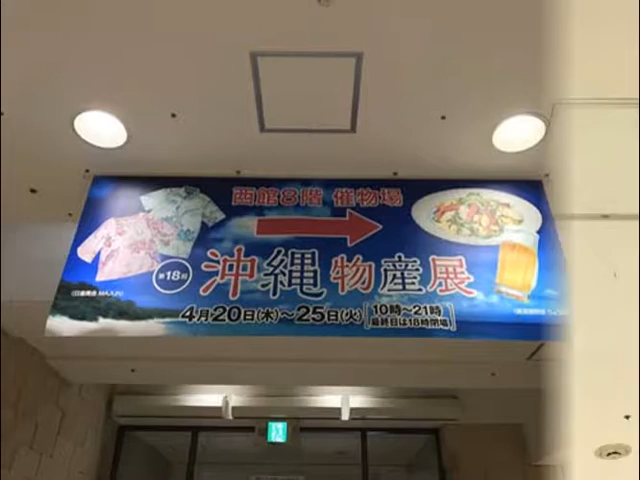 西館8階 催物場
第18回
沖縄物産展
4月20日(木)〜25日(火)
10時〜21時
最終日は18時閉場